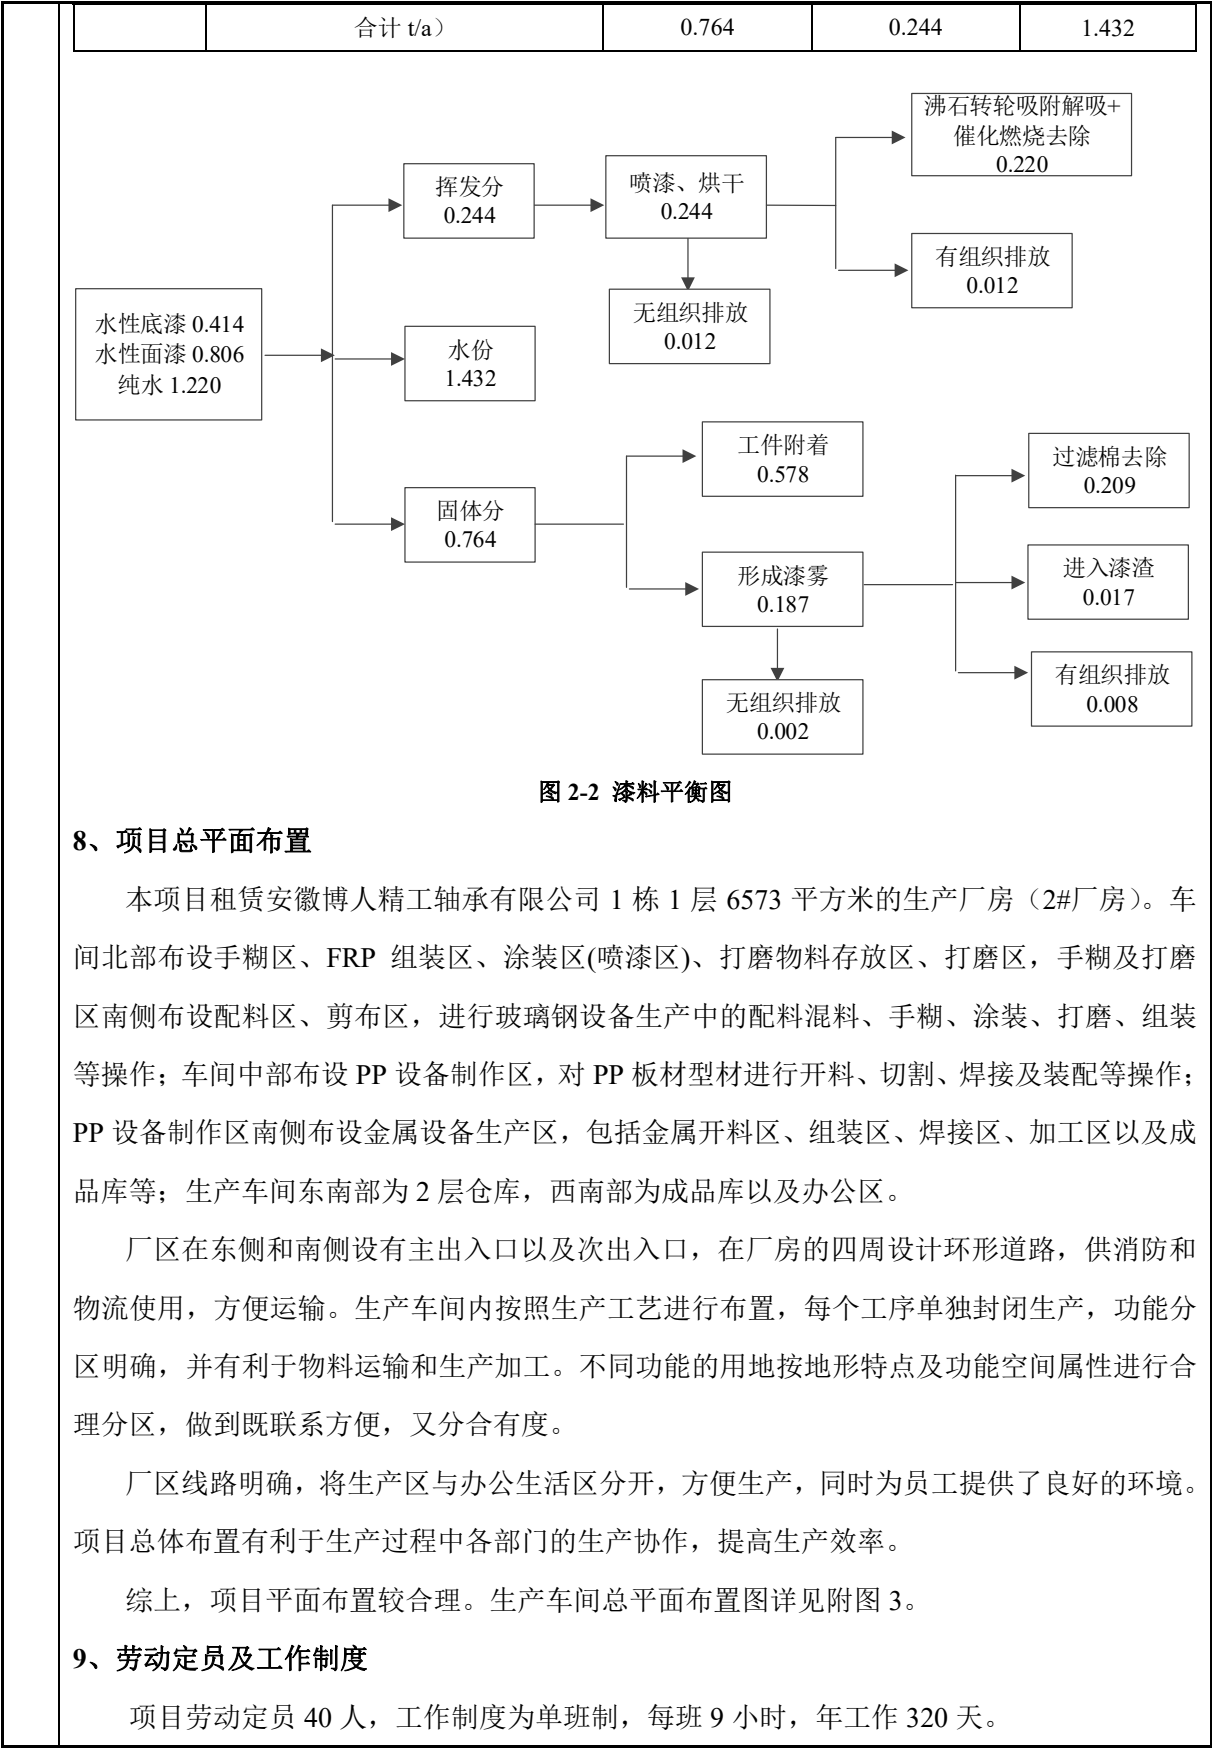 合计 t/a） 0.764 0.244 1.432
沸石转轮吸附解吸+
催化燃烧去除
0.220
挥发分
0.244
喷漆、烘干
0.244
有组织排放
0.012
无组织排放
0.012
水性底漆 0.414
水性面漆 0.806
纯水 1.220
水份
1.432
工件附着
0.578
过滤棉去除
0.209
固体分
0.764
形成漆雾
0.187
进入漆渣
0.017
有组织排放
0.008
无组织排放
0.002
图 2-2 漆料平衡图
8、项目总平面布置
本项目租赁安徽博人精工轴承有限公司 1 栋 1 层 6573 平方米的生产厂房（2#厂房）。车
间北部布设手糊区、FRP 组装区、涂装区(喷漆区)、打磨物料存放区、打磨区，手糊及打磨
区南侧布设配料区、剪布区，进行玻璃钢设备生产中的配料混料、手糊、涂装、打磨、组装
等操作；车间中部布设 PP 设备制作区，对 PP 板材型材进行开料、切割、焊接及装配等操作；
PP 设备制作区南侧布设金属设备生产区，包括金属开料区、组装区、焊接区、加工区以及成
品库等；生产车间东南部为 2 层仓库，西南部为成品库以及办公区。
厂区在东侧和南侧设有主出入口以及次出入口，在厂房的四周设计环形道路，供消防和
物流使用，方便运输。生产车间内按照生产工艺进行布置，每个工序单独封闭生产，功能分
区明确，并有利于物料运输和生产加工。不同功能的用地按地形特点及功能空间属性进行合
理分区，做到既联系方便，又分合有度。
厂区线路明确，将生产区与办公生活区分开，方便生产，同时为员工提供了良好的环境。
项目总体布置有利于生产过程中各部门的生产协作，提高生产效率。
综上，项目平面布置较合理。生产车间总平面布置图详见附图 3。
9、劳动定员及工作制度
项目劳动定员 40 人，工作制度为单班制，每班 9 小时，年工作 320 天。